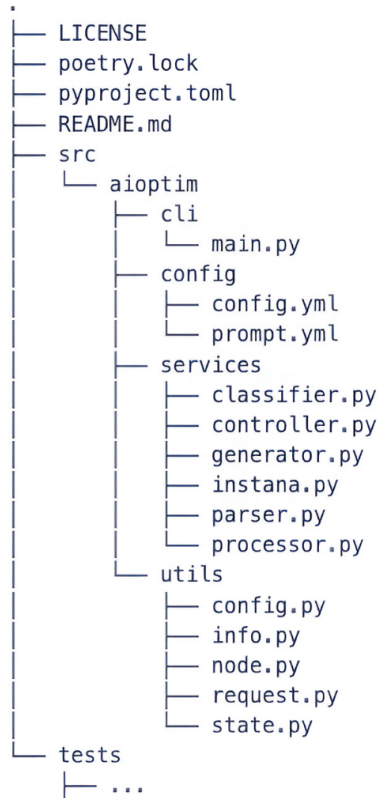 .
├── LICENSE
├── poetry.lock
├── pyproject.toml
├── README.md
├── src
│   └── aioptim
│       ├── cli
│       │   └── main.py
│       ├── config
│       │   ├── config.yml
│       │   └── prompt.yml
│       ├── services
│       │   ├── classifier.py
│       │   ├── controller.py
│       │   ├── generator.py
│       │   ├── instana.py
│       │   ├── parser.py
│       │   └── processor.py
│       └── utils
│           ├── config.py
│           ├── info.py
│           ├── node.py
│           ├── request.py
│           └── state.py
└── tests
    ├── ...